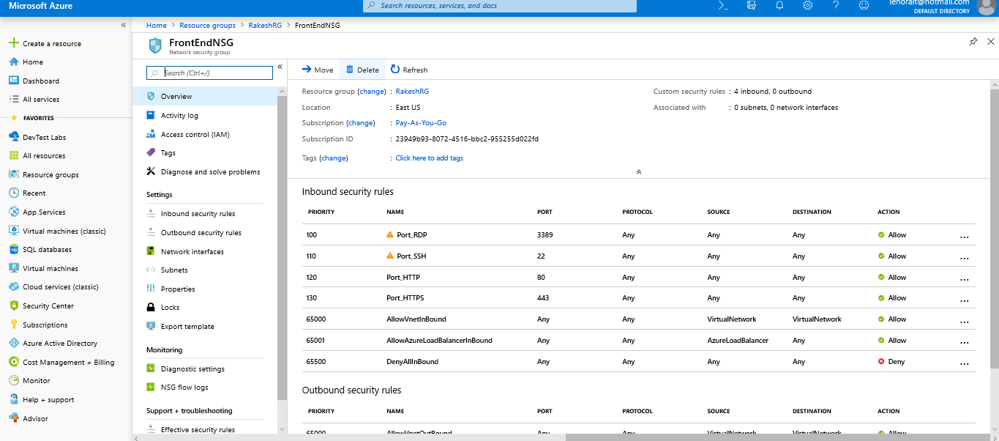 Microsoft Azure
Search resources, services, and docs
lenorait@hotmail.com
DEFAULT DIRECTORY
Create a resource
Home
Dashboard
All services
FAVORITES
DevTest Labs
All resources
Resource groups
Recent
App Services
Virtual machines (classic)
SQL databases
Virtual machines
Cloud services (classic)
Security Center
Subscriptions
Azure Active Directory
Cost Management + Billing
Monitor
Help + support
Advisor
Home > Resource groups > RakeshRG > FrontEndNSG
FrontEndNSG
Network security group
Search (Ctrl+/)
Overview
Activity log
Access control (IAM)
Tags
Diagnose and solve problems
Settings
Inbound security rules
Outbound security rules
Network interfaces
Subnets
Properties
Locks
Export template
Monitoring
Diagnostic settings
NSG flow logs
Support + troubleshooting
Effective security rules
Move Delete Refresh
Resource group (change) : RakeshRG
Location : East US
Subscription (change) : Pay-As-You-Go
Subscription ID : 23949b93-8072-4516-bbc2-955255d022fd
Tags (change) : Click here to add tags
Custom security rules : 4 inbound, 0 outbound
Associated with : 0 subnets, 0 network interfaces
Inbound security rules
PRIORITY NAME PORT PROTOCOL SOURCE DESTINATION ACTION
100 Port_RDP 3389 Any Any Any Allow ...
110 Port_SSH 22 Any Any Any Allow ...
120 Port_HTTP 80 Any Any Any Allow ...
130 Port_HTTPS 443 Any Any Any Allow ...
65000 AllowVnetInBound Any Any VirtualNetwork VirtualNetwork Allow ...
65001 AllowAzureLoadBalancerInBound Any Any AzureLoadBalancer Any Allow ...
65500 DenyAllInBound Any Any Any Any Deny ...
Outbound security rules
PRIORITY NAME PORT PROTOCOL SOURCE DESTINATION ACTION
65000 AllowVnetOutBound Any Any VirtualNetwork VirtualNetwork Allow